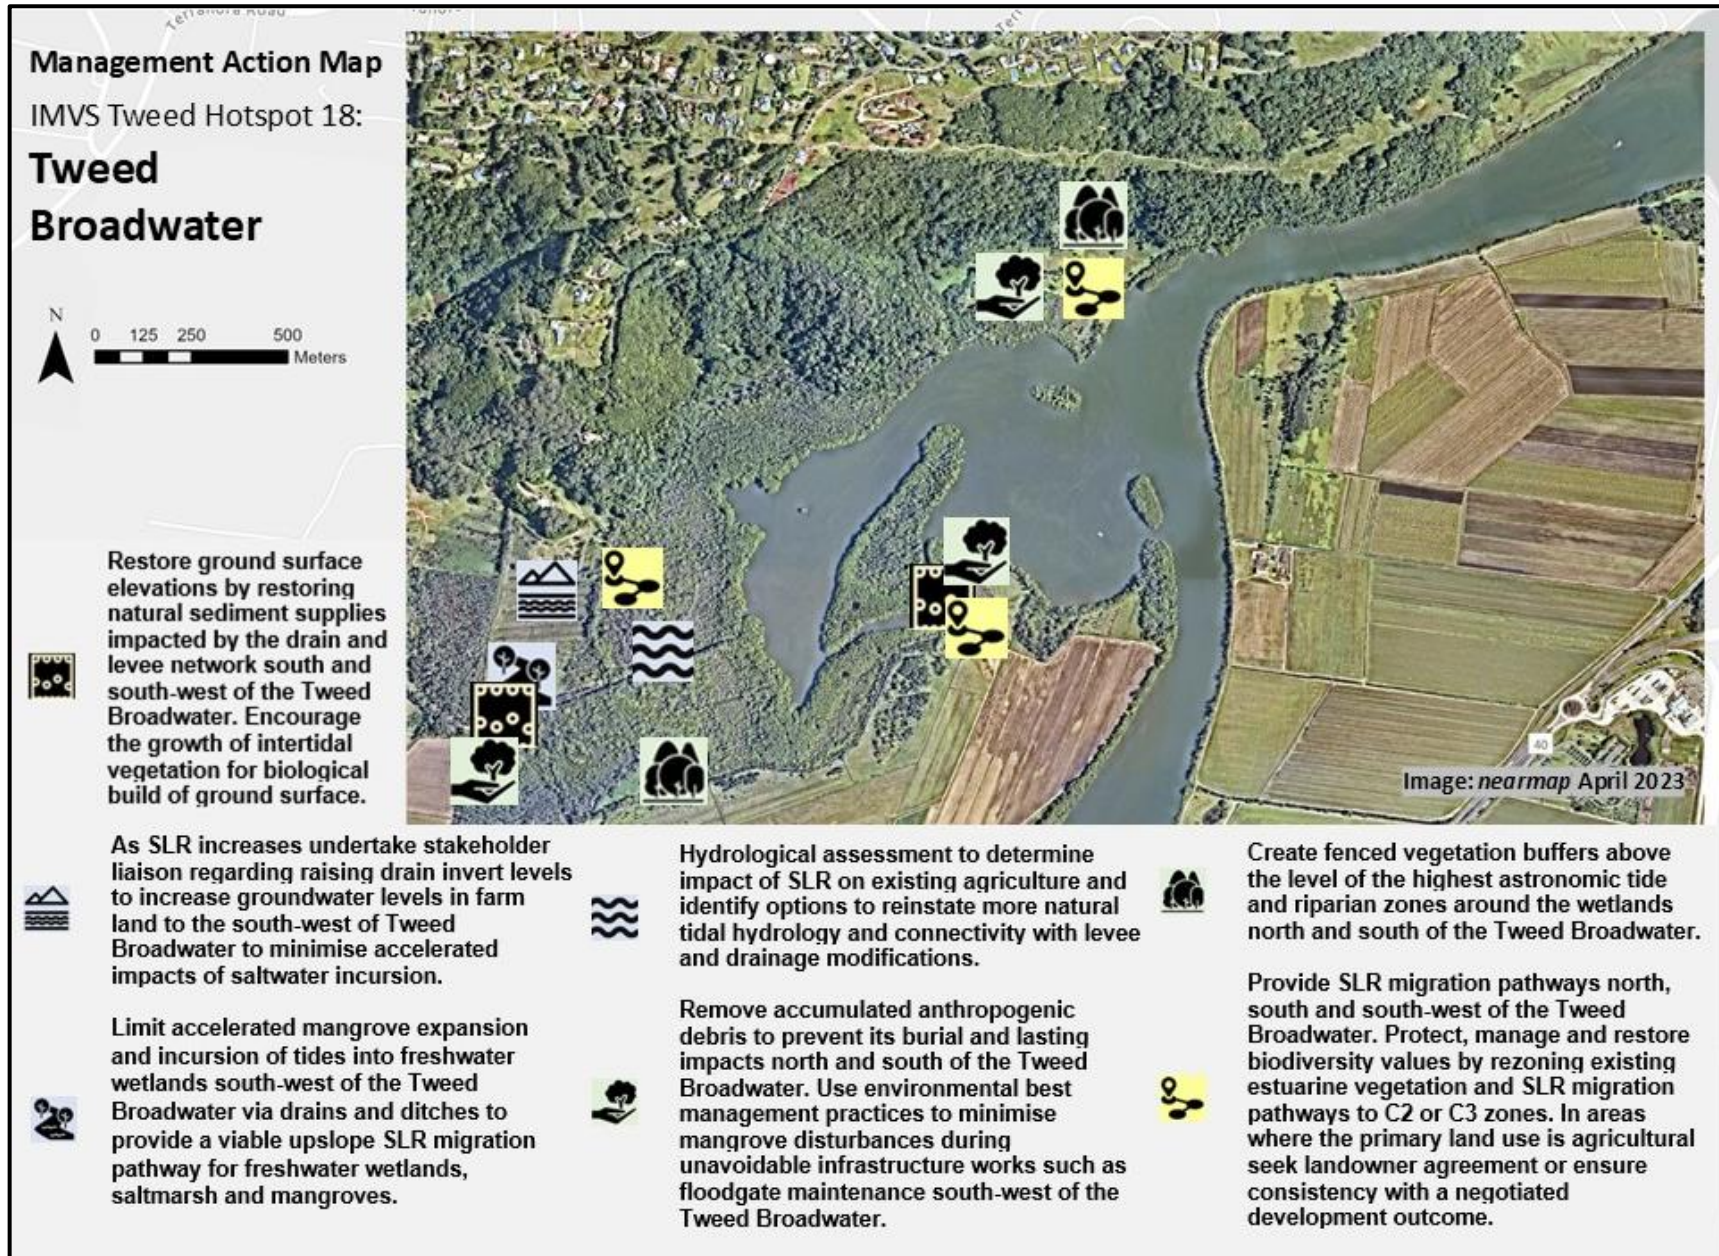 Terranora Road
Management Action Map
IMVS Tweed Hotspot 18:
Tweed
Broadwater
N
0 125 250 500
Meters
40
Image: nearmap April 2023
Restore ground surface
elevations by restoring
natural sediment supplies
impacted by the drain and
levee network south and
south-west of the Tweed
Broadwater. Encourage
the growth of intertidal
vegetation for biological
build of ground surface.
As SLR increases undertake stakeholder
liaison regarding raising drain invert levels
to increase groundwater levels in farm
land to the south-west of Tweed
Broadwater to minimise accelerated
impacts of saltwater incursion.
Limit accelerated mangrove expansion
and incursion of tides into freshwater
wetlands south-west of the Tweed
Broadwater via drains and ditches to
provide a viable upslope SLR migration
pathway for freshwater wetlands,
saltmarsh and mangroves.
Hydrological assessment to determine
impact of SLR on existing agriculture and
identify options to reinstate more natural
tidal hydrology and connectivity with levee
and drainage modifications.
Remove accumulated anthropogenic
debris to prevent its burial and lasting
impacts north and south of the Tweed
Broadwater. Use environmental best
management practices to minimise
mangrove disturbances during
unavoidable infrastructure works such as
floodgate maintenance south-west of the
Tweed Broadwater.
Create fenced vegetation buffers above
the level of the highest astronomic tide
and riparian zones around the wetlands
north and south of the Tweed Broadwater.
Provide SLR migration pathways north,
south and south-west of the Tweed
Broadwater. Protect, manage and restore
biodiversity values by rezoning existing
estuarine vegetation and SLR migration
pathways to C2 or C3 zones. In areas
where the primary land use is agricultural
seek landowner agreement or ensure
consistency with a negotiated
development outcome.